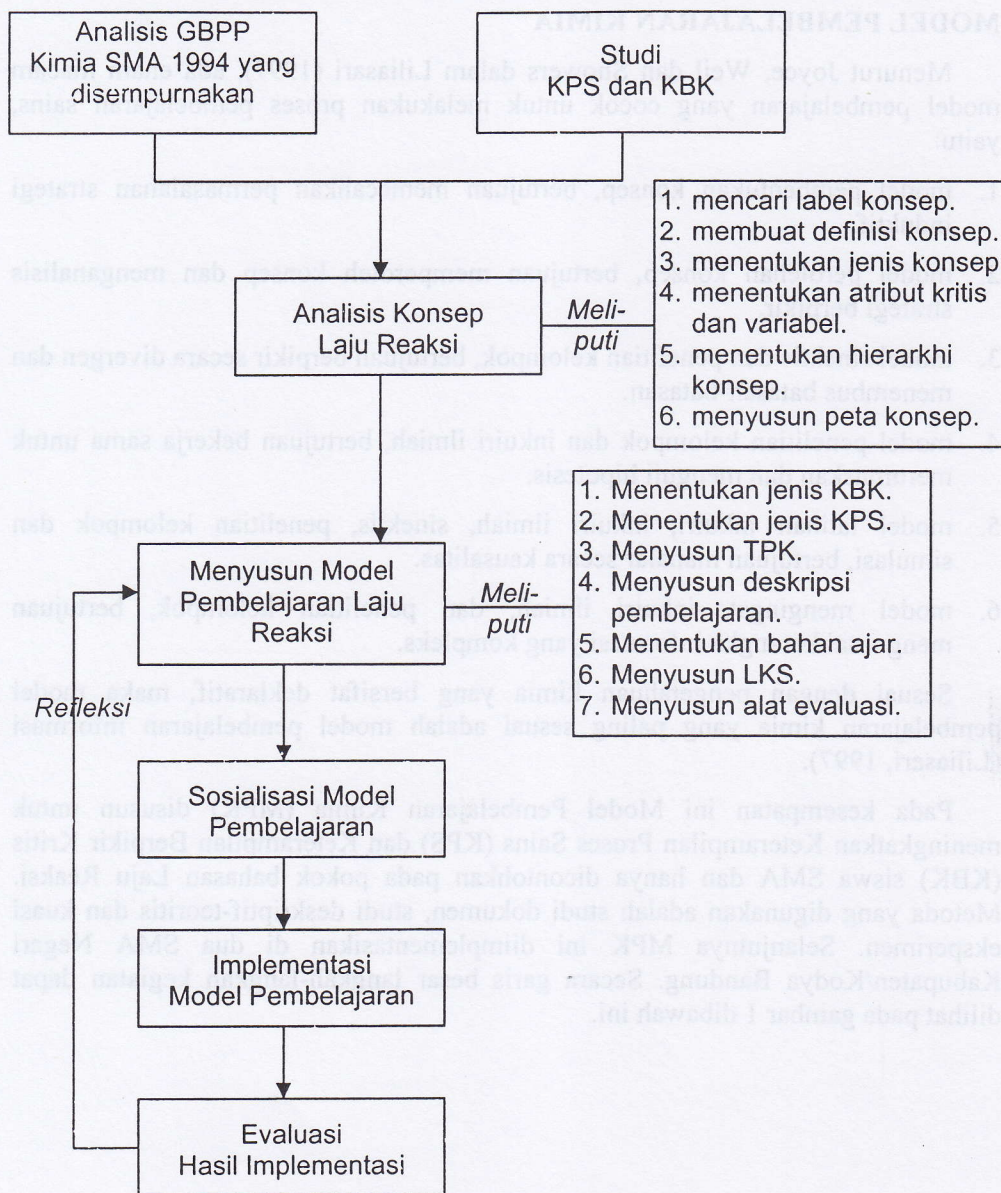 Analisis GBPP
Kimia SMA 1994 yang
disempurnakan
Studi
KPS dan KBK
Analisis Konsep
Laju Reaksi
Meli-
puti
1. mencari label konsep.
2. membuat definisi konsep.
3. menentukan jenis konsep
4. menentukan atribut kritis
dan variabel.
5. menentukan hierarkhi
konsep.
6. menyusun peta konsep.
Menyusun Model
Pembelajaran Laju
Reaksi
Meli-
puti
1. Menentukan jenis KBK.
2. Menentukan jenis KPS.
3. Menyusun TPK.
4. Menyusun deskripsi
pembelajaran.
5. Menentukan bahan ajar.
6. Menyusun LKS.
7. Menyusun alat evaluasi.
Refleksi
Sosialisasi Model
Pembelajaran
Implementasi
Model Pembelajaran
Evaluasi
Hasil Implementasi